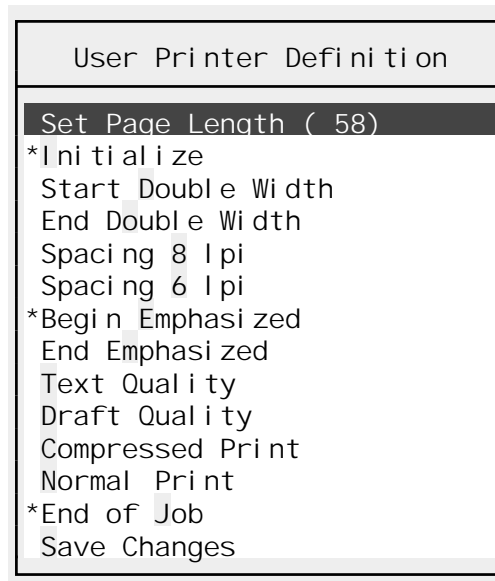 User Printer Definition
Set Page Length ( 58)
*Initialize
Start Double Width
End Double Width
Spacing 8 lpi
Spacing 6 lpi
*Begin Emphasized
End Emphasized
Text Quality
Draft Quality
Compressed Print
Normal Print
*End of Job
Save Changes